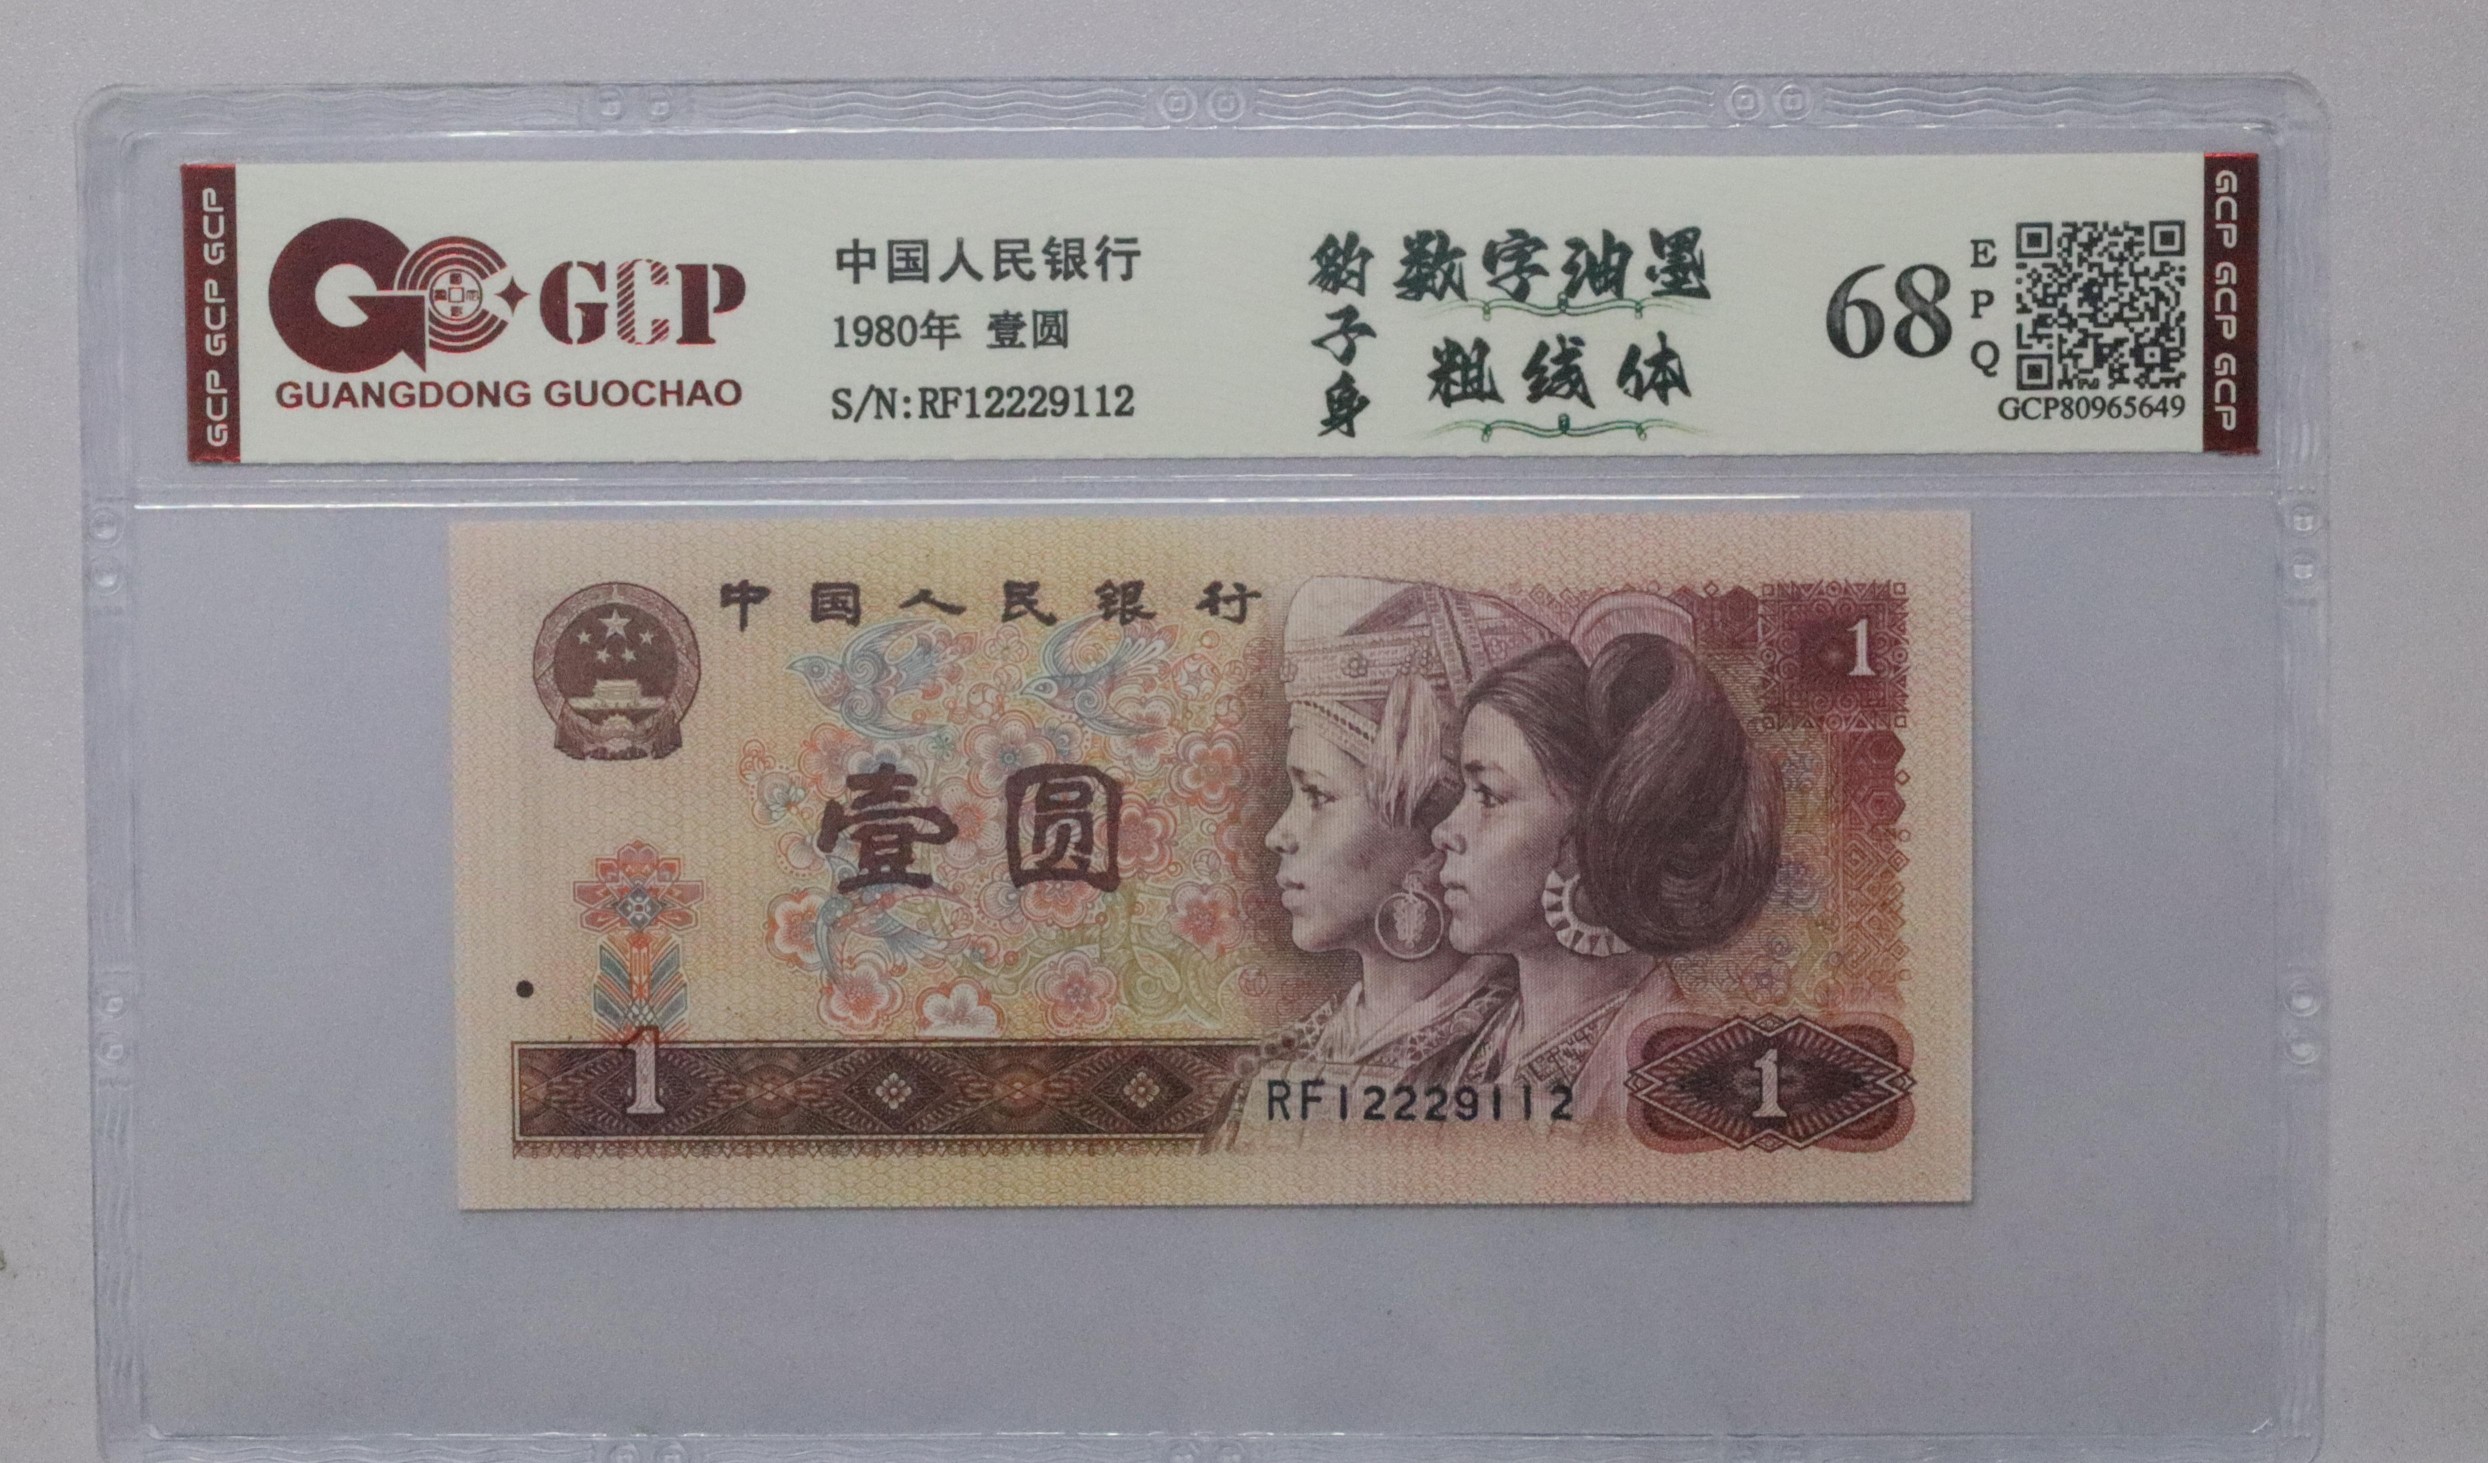 GCP GCP GCP
GCP
GUANGDONG GUOCHAO
中国人民银行
1980年 壹圆
S/N:RF12229112
豹子身
数字油墨
粗线体
68
EPQ
GCP80965649
GCP GCP GCP
中国人民银行
1
壹圆
1
RF12229112
1